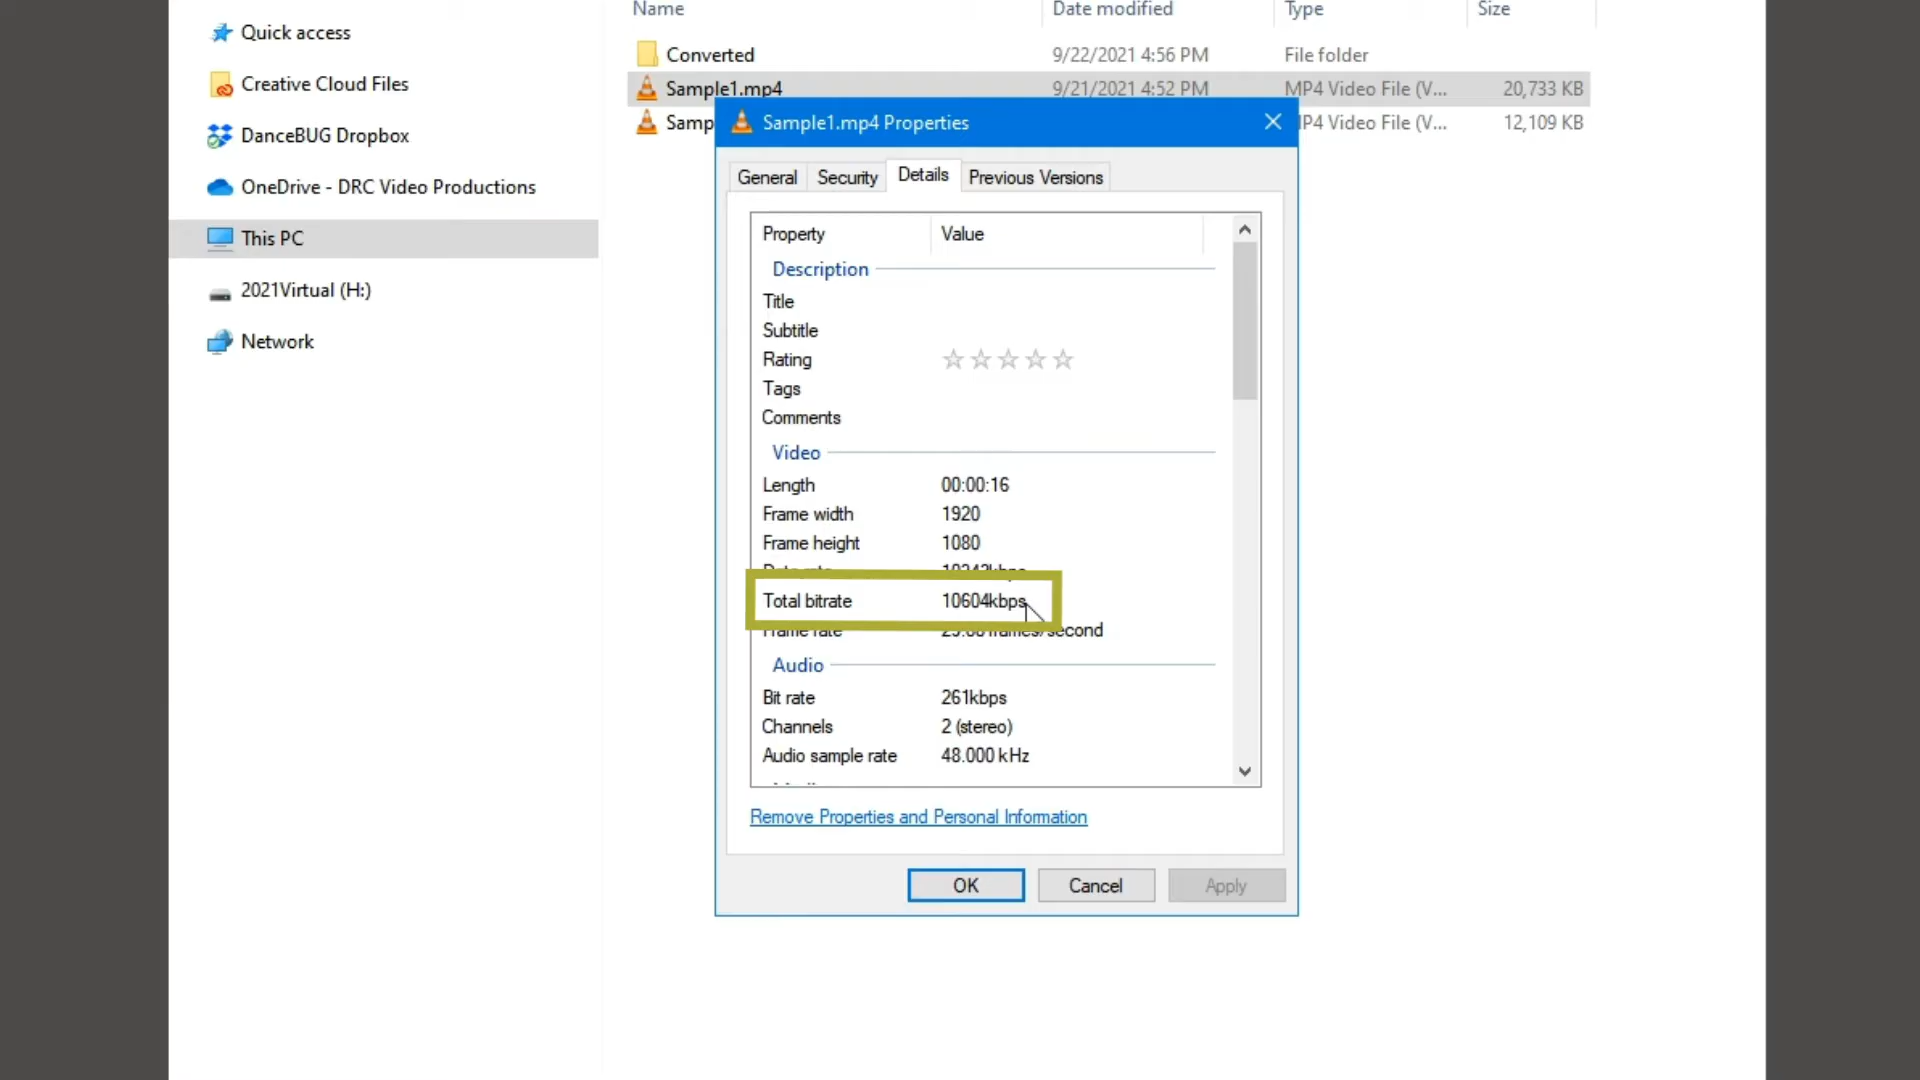 Name Date modified Type Size
Quick access
Converted 9/22/2021 4:56 PM File folder
Creative Cloud Files
Sample1.mp4 9/21/2021 4:52 PM MP4 Video File (V... 20,733 KB
Samp 12,109 KB
Sample1.mp4 Properties
DanceBUG Dropbox
General Security Details Previous Versions
OneDrive - DRC Video Productions
This PC
2021Virtual (H:)
Network
Property Value
Description
Title
Subtitle
Rating
Tags
Comments
Video
Length 00:00:16
Frame width 1920
Frame height 1080
Total bitrate 10604kbps
Frame rate frames/second
Audio
Bit rate 261kbps
Channels 2 (stereo)
Audio sample rate 48.000 kHz
Remove Properties and Personal Information
OK Cancel Apply